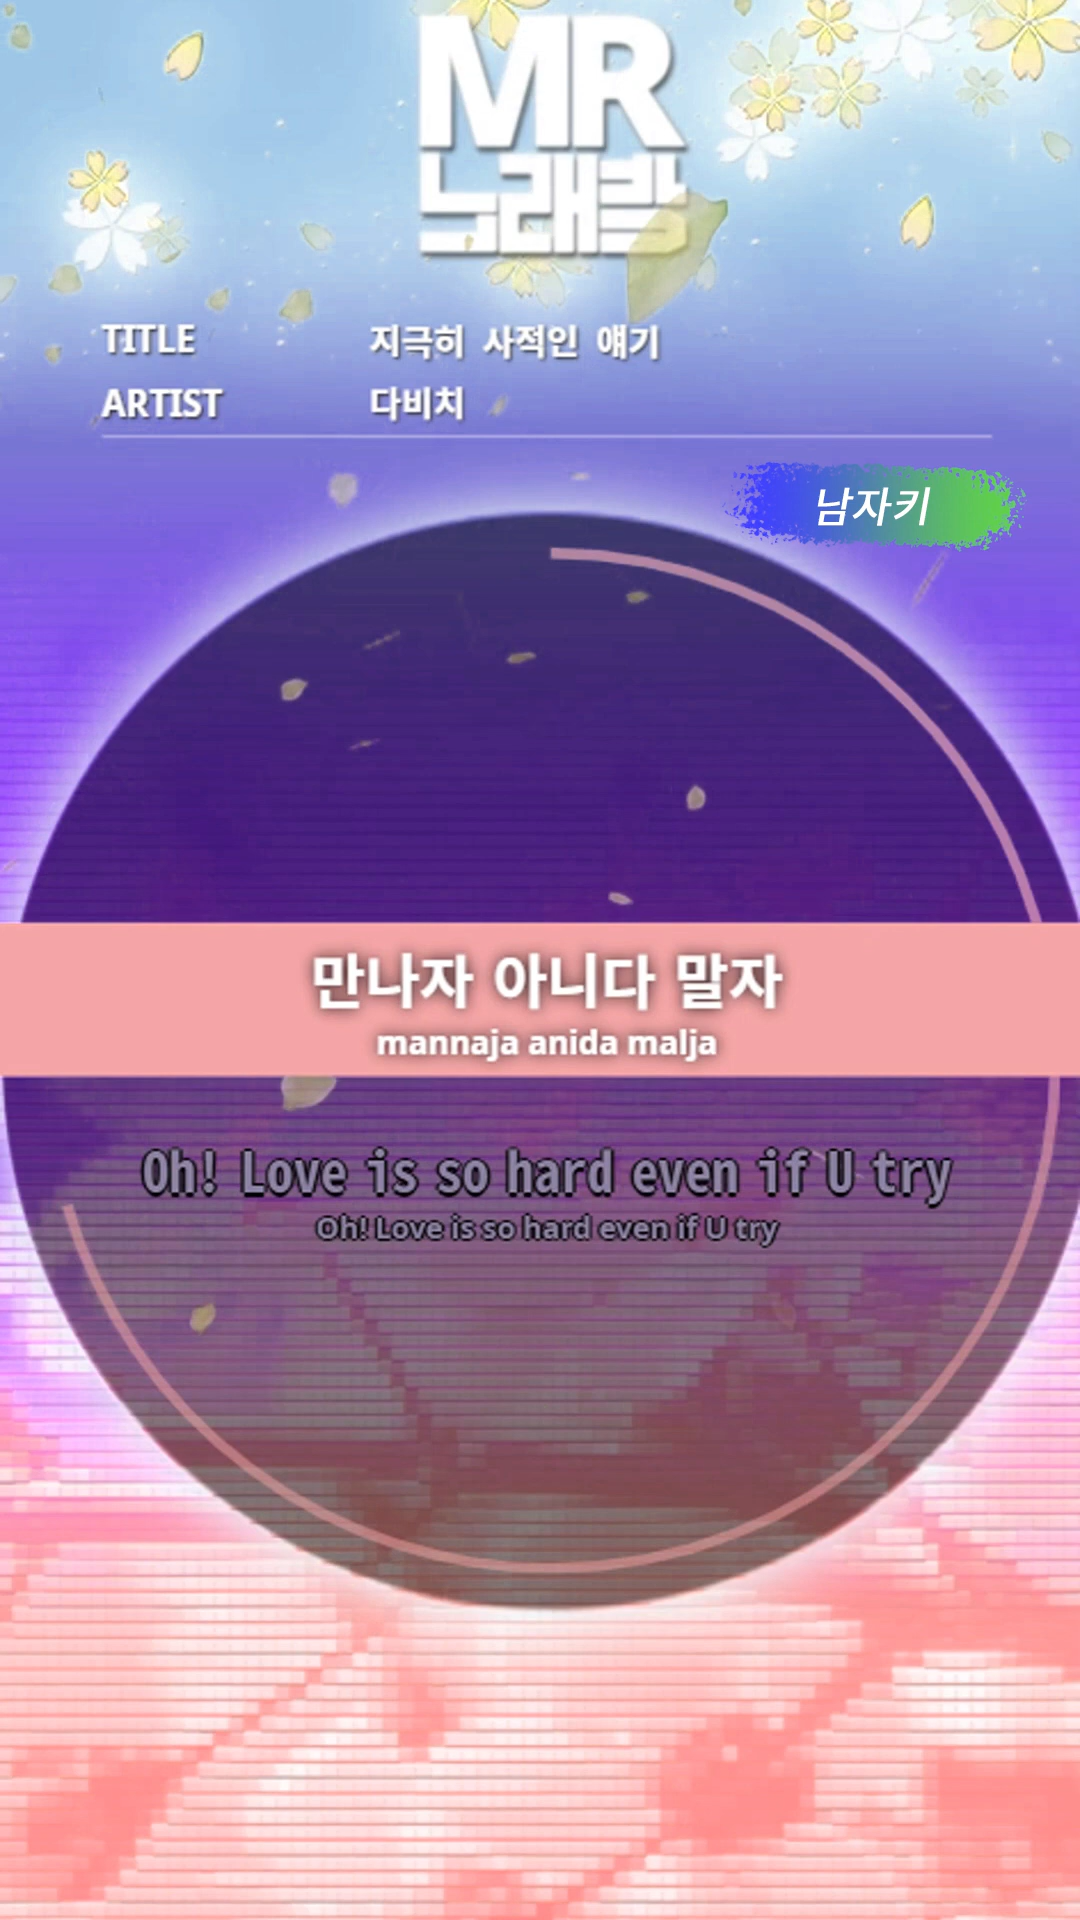 MR
노래방
TITLE 지극히 사적인 얘기
ARTIST 다비치
남자키
만나자 아니다 말자
mannaja anida malja
Oh! Love is so hard even if U try
Oh! Love is so hard even if U try